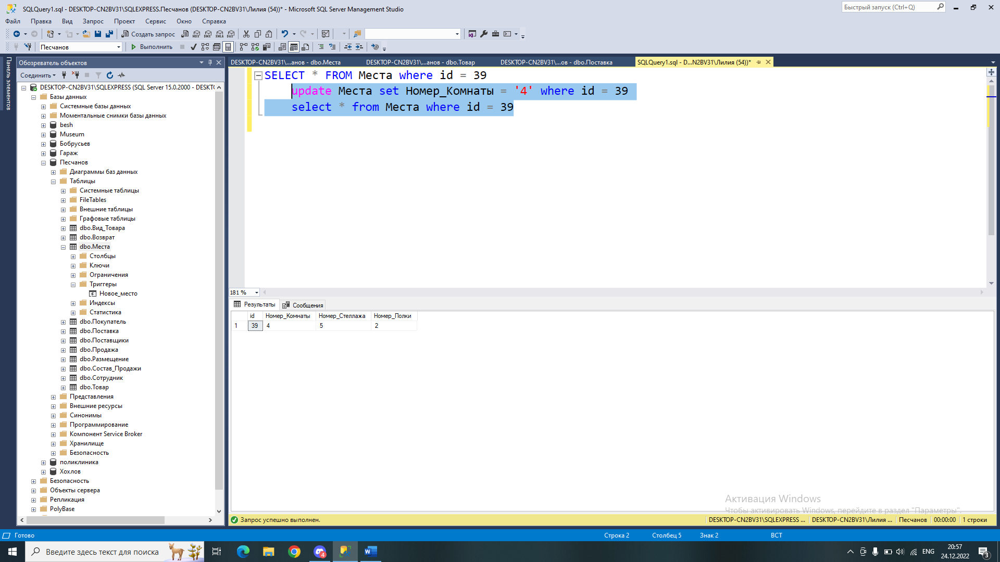 SQLQuery1.sql - DESKTOP-CN2BV31\SQLEXPRESS.Песчанов (DESKTOP-CN2BV31\Лилия (54))* - Microsoft SQL Server Management Studio
Быстрый запуск (Ctrl+Q)
Файл Правка Вид Запрос Проект Сервис Окно Справка
Создать запрос
MDX DMX XMLA DAX
Песчанов
Выполнить
Панель элементов
Обозреватель объектов
Соединить
DESKTOP-CN2BV31\SQLEXPRESS (SQL Server 15.0.2000 - DESKT
Базы данных
Системные базы данных
Моментальные снимки базы данных
besh
Museum
Бобрусьев
Гараж
Песчанов
Диаграммы баз данных
Таблицы
Системные таблицы
FileTables
Внешние таблицы
Графовые таблицы
dbo.Вид_Товара
dbo.Возврат
dbo.Места
Столбцы
Ключи
Ограничения
Триггеры
Новое_место
Индексы
Статистика
dbo.Покупатель
dbo.Поставка
dbo.Поставщики
dbo.Продажа
dbo.Размещение
dbo.Состав_Продажи
dbo.Сотрудник
dbo.Товар
Представления
Внешние ресурсы
Синонимы
Программирование
Компонент Service Broker
Хранилище
Безопасность
поликлиника
Хохлов
Безопасность
Объекты сервера
Репликация
PolyBase
DESKTOP-CN2BV31\...анов - dbo.Места
DESKTOP-CN2BV31\...анов - dbo.Товар
DESKTOP-CN2BV31\...ов - dbo.Поставка
SQLQuery1.sql - D...N2BV31\Лилия (54))*
SELECT * FROM Места where id = 39
update Места set Номер_Комнаты = '4' where id = 39
select * from Места where id = 39
181 %
Результаты Сообщения
id Номер_Комнаты Номер_Стеллажа Номер_Полки
1 39 4 5 2
Активация Windows
Чтобы активировать Windows, перейдите в раздел "Параметры".
Запрос успешно выполнен.
DESKTOP-CN2BV31\SQLEXPRESS ... DESKTOP-CN2BV31\Лилия ... Песчанов 00:00:00 1 строки
Готово
Строка 2 Столбец 5 Знак 2 ВСТ
Введите здесь текст для поиска
4
ENG
20:57
24.12.2022
3